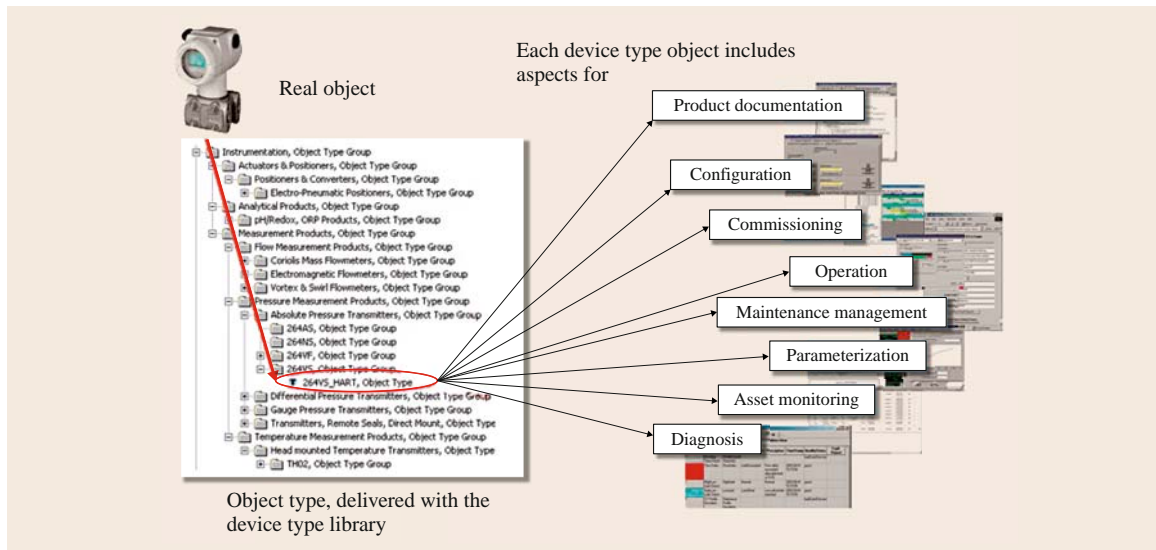 Each device type object includes
aspects for
Real object
Instrumentation, Object Type Group
Actuators & Positioners, Object Type Group
Positioners & Converters, Object Type Group
Electro-Pneumatic Positioners, Object Type Group
Analytical Products, Object Type Group
pH/Redox, ORP Products, Object Type Group
Measurement Products, Object Type Group
Flow Measurement Products, Object Type Group
Coriolis Mass Flowmeters, Object Type Group
Electromagnetic Flowmeters, Object Type Group
Vortex & Swirl Flowmeters, Object Type Group
Pressure Measurement Products, Object Type Group
Absolute Pressure Transmitters, Object Type Group
264AS, Object Type Group
264NS, Object Type Group
264VF, Object Type Group
264VS, Object Type Group
264VS_HART, Object Type
Differential Pressure Transmitters, Object Type Group
Gauge Pressure Transmitters, Object Type Group
Transmitters, Remote Seals, Direct Mount, Object Type
Temperature Measurement Products, Object Type Group
Head mounted Temperature Transmitters, Object Type
TH02, Object Type Group
Object type, delivered with the
device type library
Product documentation
Configuration
Commissioning
Operation
Maintenance management
Parameterization
Asset monitoring
Diagnosis